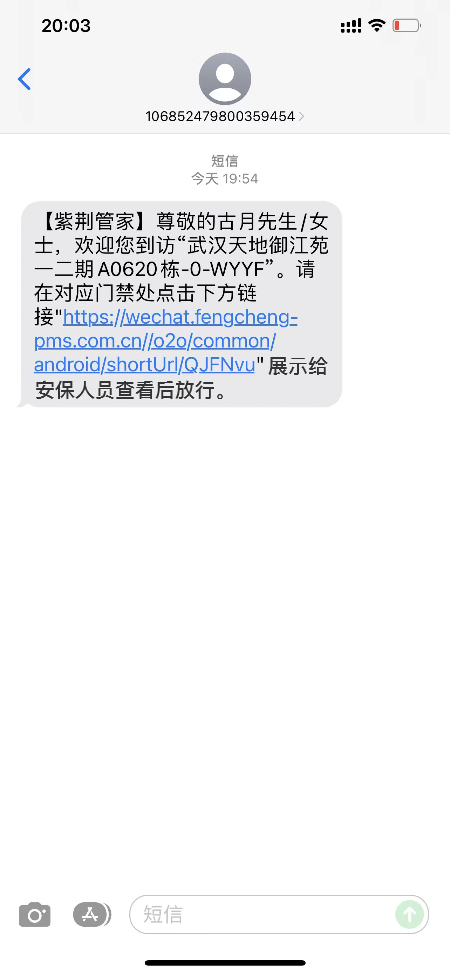 20:03
106852479800359454
短信
今天 19:54
【紫荆管家】尊敬的古月先生/女
士，欢迎您到访“武汉天地御江苑
一二期A0620栋-0-WYYF”。请
在对应门禁处点击下方链
接"https://wechat.fengcheng-
pms.com.cn//o2o/common/
android/shortUrl/QJFNvu"展示给
安保人员查看后放行。
短信